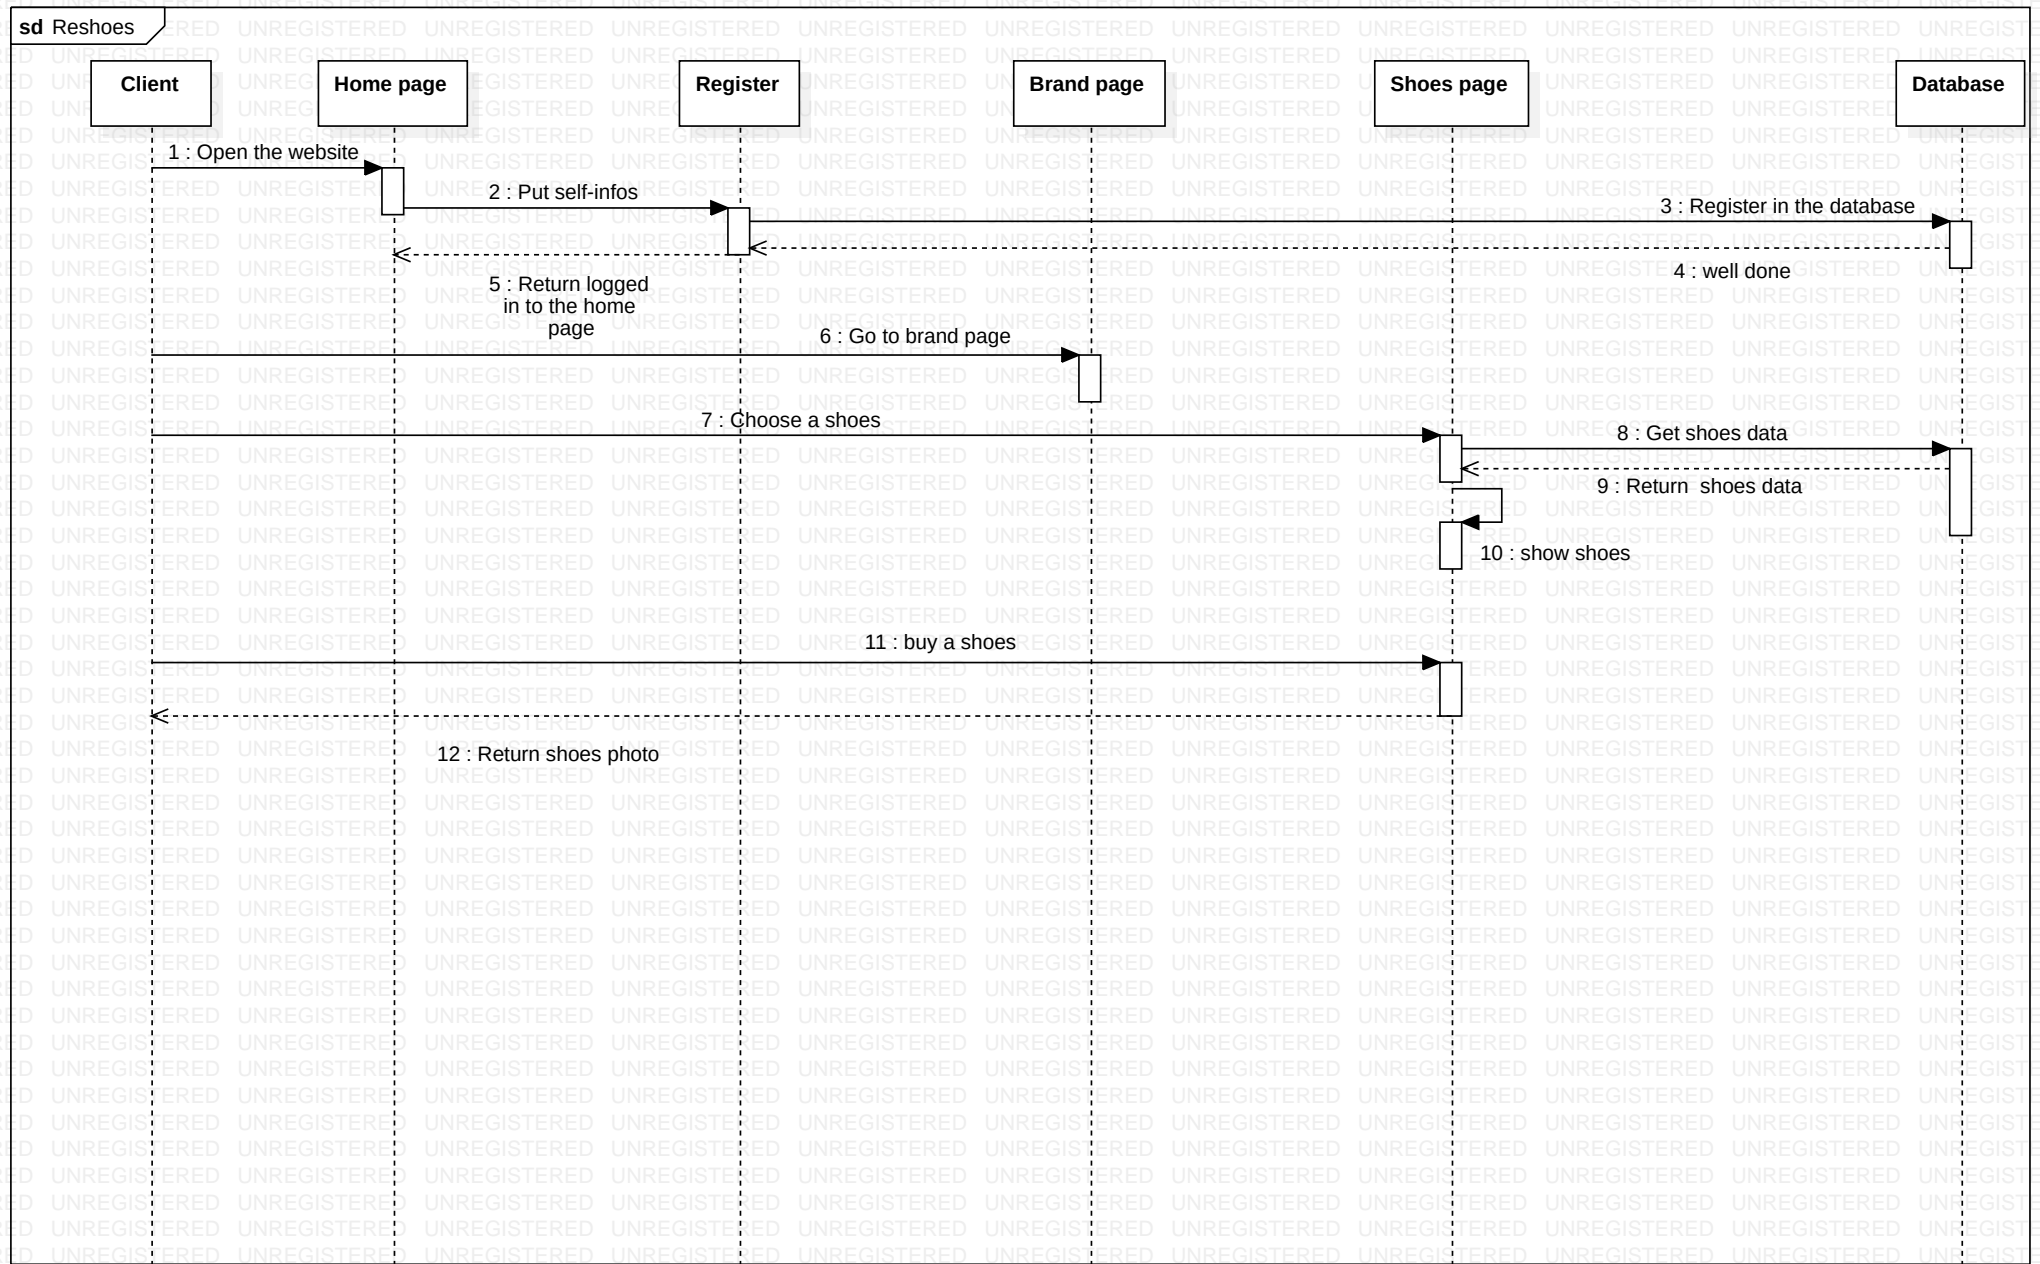 sd Reshoes
Client
Home page
Register
Brand page
Shoes page
Database
1 : Open the website
2 : Put self-infos
3 : Register in the database
4 : well done
5 : Return logged
in to the home
page
6 : Go to brand page
7 : Choose a shoes
8 : Get shoes data
9 : Return  shoes data
10 : show shoes
11 : buy a shoes
12 : Return shoes photo
UNREGISTERED